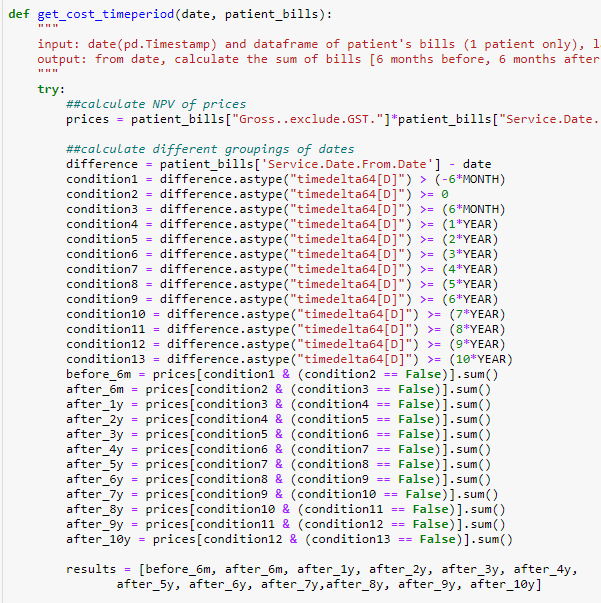 def get_cost_timeperiod(date, patient_bills):
    """
    input: date(pd.Timestamp) and dataframe of patient's bills (1 patient only),
    output: from date, calculate the sum of bills [6 months before, 6 months after
    """
    try:
        ##calculate NPV of prices
        prices = patient_bills["Gross..exclude.GST."]*patient_bills["Service.Date.
        ##calculate different groupings of dates
        difference = patient_bills['Service.Date.From.Date'] - date
        condition1 = difference.astype("timedelta64[D]") > (-6*MONTH)
        condition2 = difference.astype("timedelta64[D]") >= 0
        condition3 = difference.astype("timedelta64[D]") >= (6*MONTH)
        condition4 = difference.astype("timedelta64[D]") >= (1*YEAR)
        condition5 = difference.astype("timedelta64[D]") >= (2*YEAR)
        condition6 = difference.astype("timedelta64[D]") >= (3*YEAR)
        condition7 = difference.astype("timedelta64[D]") >= (4*YEAR)
        condition8 = difference.astype("timedelta64[D]") >= (5*YEAR)
        condition9 = difference.astype("timedelta64[D]") >= (6*YEAR)
        condition10 = difference.astype("timedelta64[D]") >= (7*YEAR)
        condition11 = difference.astype("timedelta64[D]") >= (8*YEAR)
        condition12 = difference.astype("timedelta64[D]") >= (9*YEAR)
        condition13 = difference.astype("timedelta64[D]") >= (10*YEAR)
        before_6m = prices[condition1 & (condition2 == False)].sum()
        after_6m = prices[condition2 & (condition3 == False)].sum()
        after_1y = prices[condition3 & (condition4 == False)].sum()
        after_2y = prices[condition4 & (condition5 == False)].sum()
        after_3y = prices[condition5 & (condition6 == False)].sum()
        after_4y = prices[condition6 & (condition7 == False)].sum()
        after_5y = prices[condition7 & (condition8 == False)].sum()
        after_6y = prices[condition8 & (condition9 == False)].sum()
        after_7y = prices[condition9 & (condition10 == False)].sum()
        after_8y = prices[condition10 & (condition11 == False)].sum()
        after_9y = prices[condition11 & (condition12 == False)].sum()
        after_10y = prices[condition12 & (condition13 == False)].sum()
        results = [before_6m, after_6m, after_1y, after_2y, after_3y, after_4y,
               after_5y, after_6y, after_7y,after_8y, after_9y, after_10y]